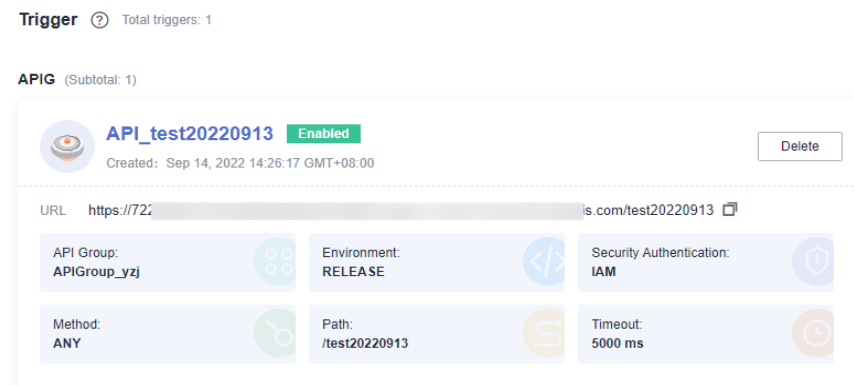 Trigger ? Total triggers: 1
APIG (Subtotal: 1)
API_test20220913 Enabled
Delete
Created: Sep 14, 2022 14:26:17 GMT+08:00
URL https://722 is.com/test20220913
API Group: Environment: Security Authentication:
APIGroup_yzj RELEASE IAM
Method: Path: Timeout:
ANY /test20220913 5000 ms